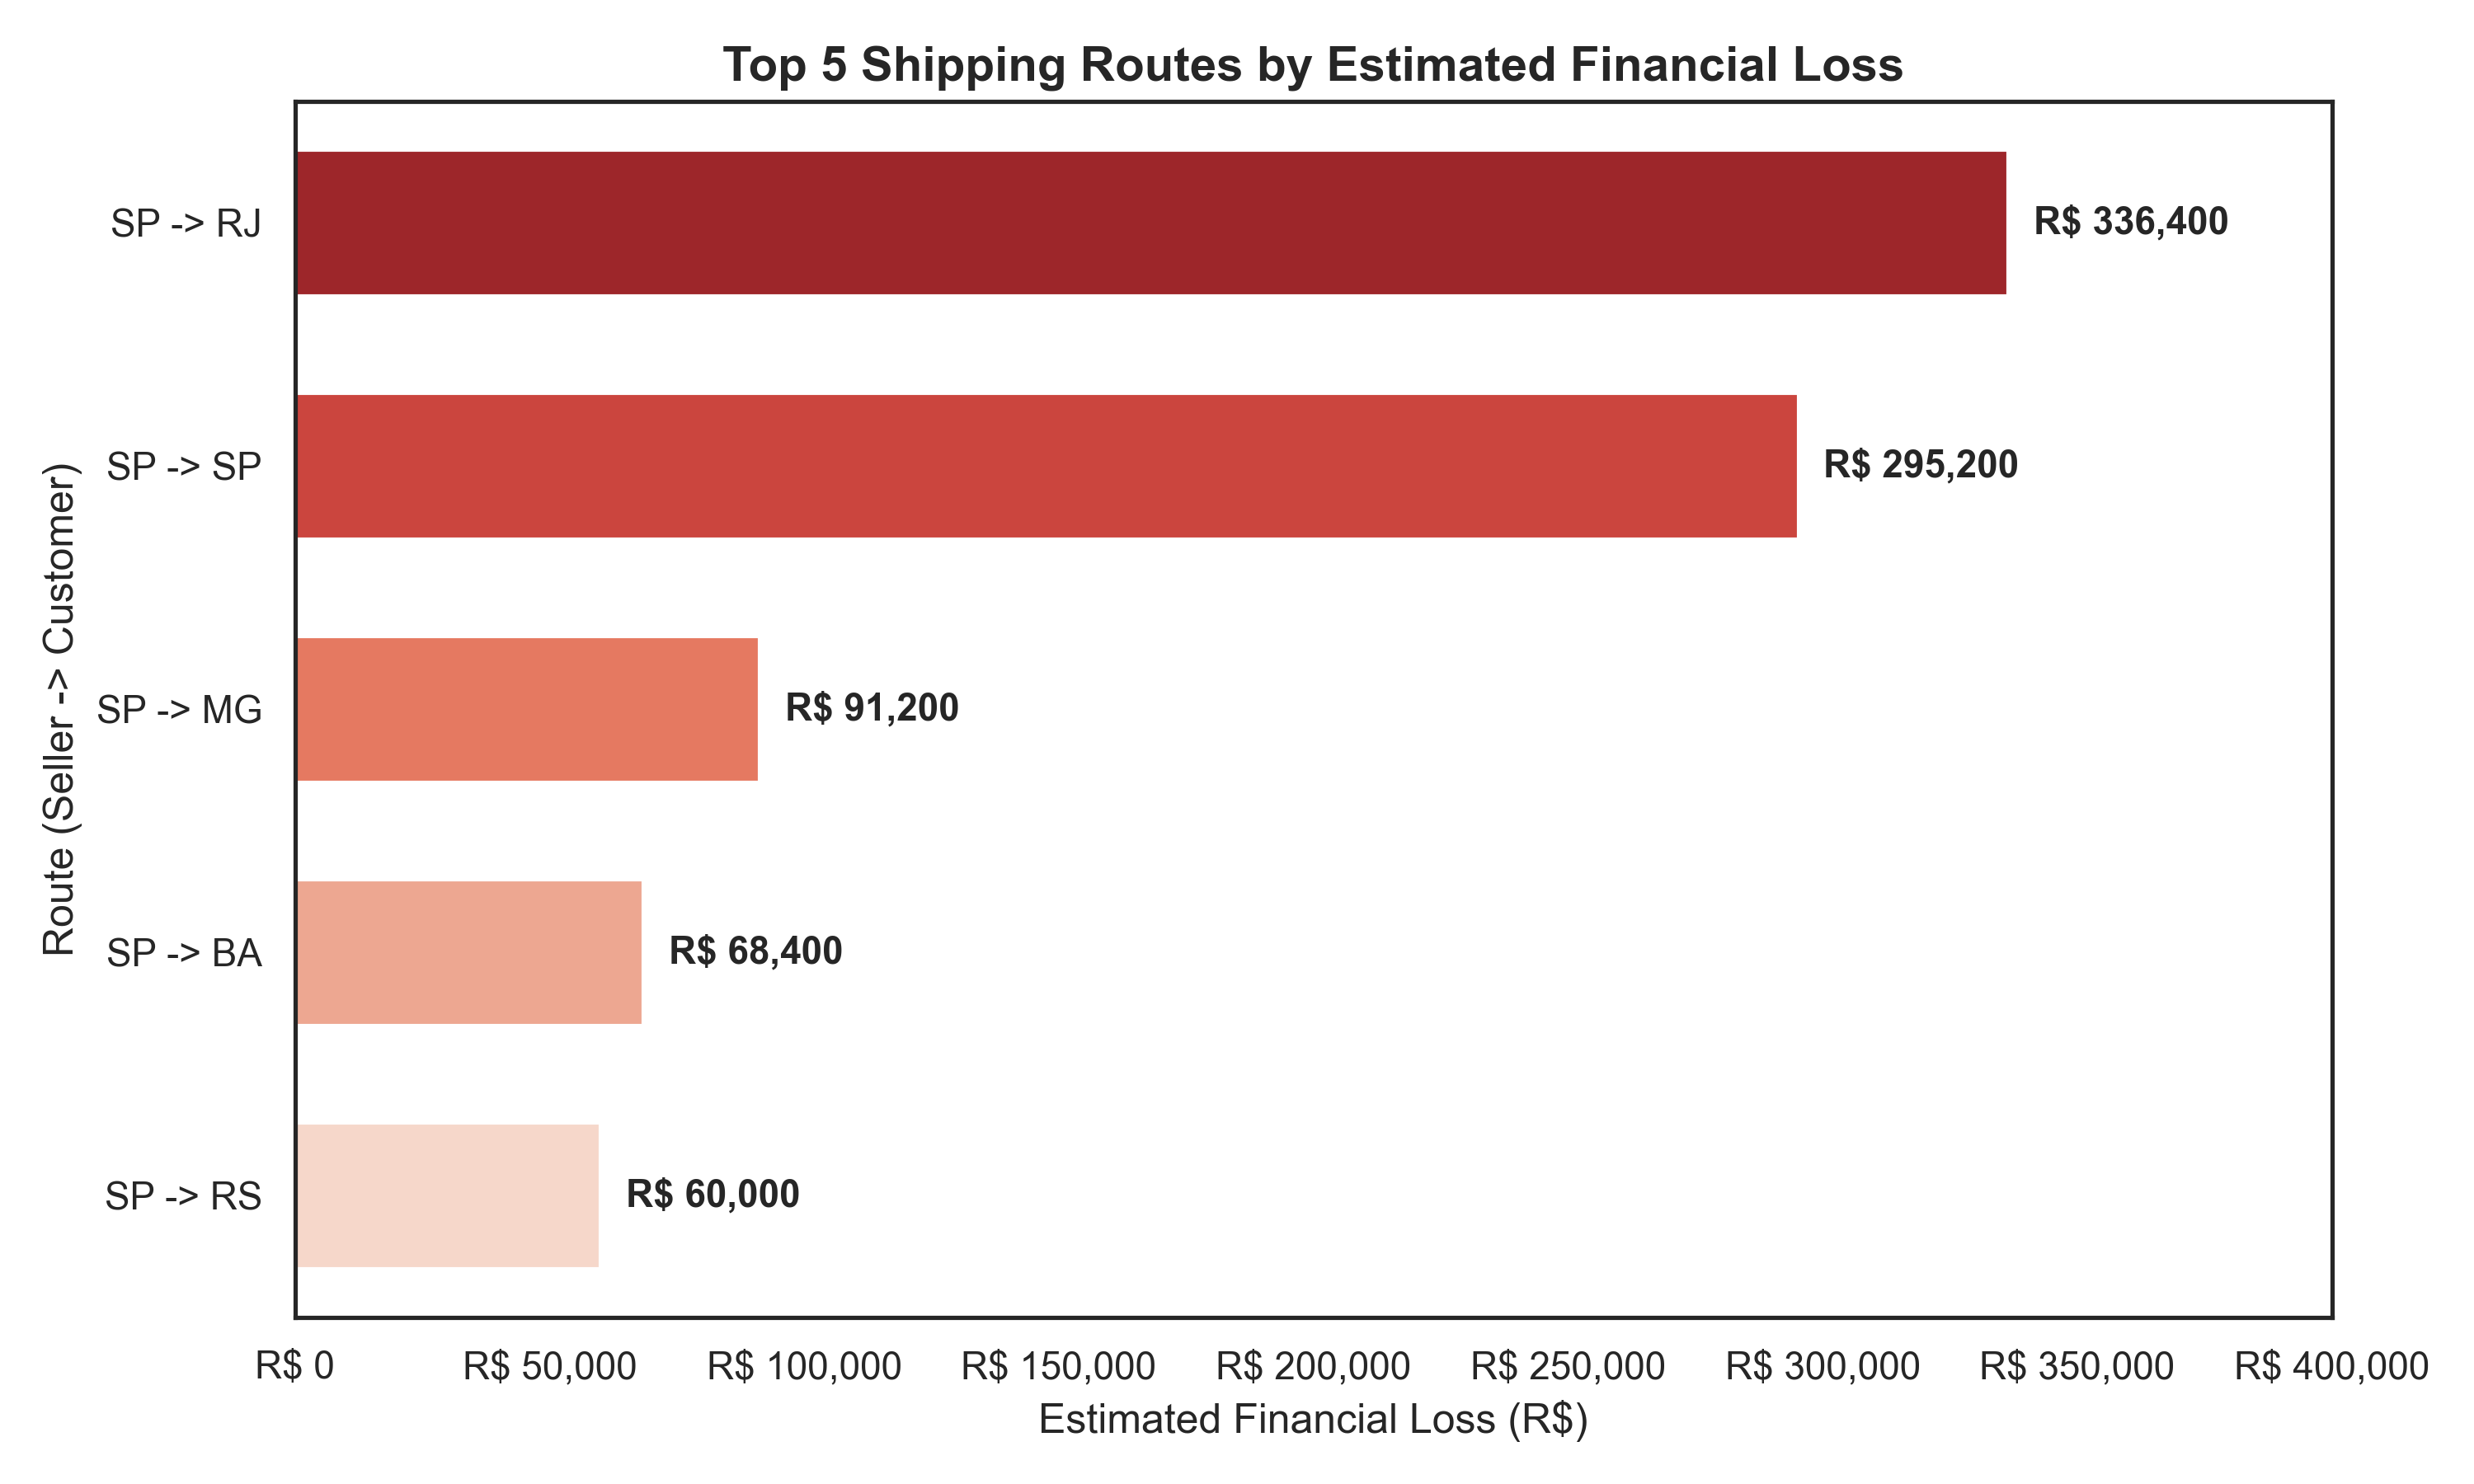 Top 5 Shipping Routes by Estimated Financial Loss
Route (Seller -> Customer)
SP -> RJ
R$ 336,400
SP -> SP
R$ 295,200
SP -> MG
R$ 91,200
SP -> BA
R$ 68,400
SP -> RS
R$ 60,000
R$ 0
R$ 50,000
R$ 100,000
R$ 150,000
R$ 200,000
R$ 250,000
R$ 300,000
R$ 350,000
R$ 400,000
Estimated Financial Loss (R$)